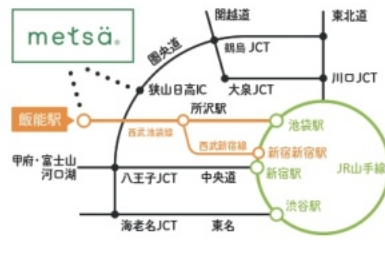 関越道
東北道
metsä
圏央道
鶴島 JCT
狭山日高IC
大泉JCT
川口JCT
飯能駅
所沢駅
池袋駅
西武池袋線
西武新宿線
新宿新宿駅
甲府・富士山
河口湖
八王子JCT
中央道
新宿駅
JR山手線
渋谷駅
海老名JCT
東名